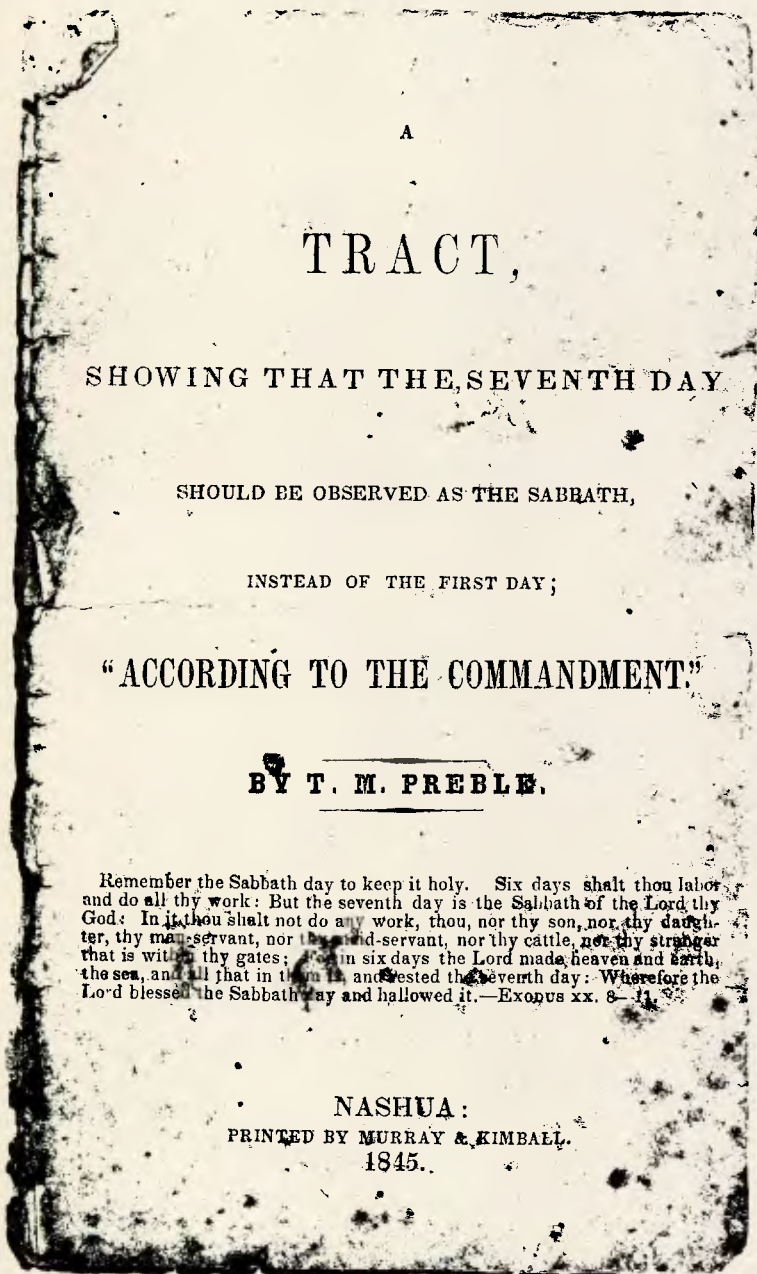 A
TRACT,
SHOWING THAT THE SEVENTH DAY
SHOULD BE OBSERVED AS THE SABBATH,
INSTEAD OF THE FIRST DAY;
"ACCORDING TO THE COMMANDMENT."
BY T. M. PREBLE.
Remember the Sabbath day to keep it holy. Six days shalt thou labor
and do all thy work: But the seventh day is the Sabbath of the Lord thy
God: In it thou shalt not do any work, thou, nor thy son, nor thy daugh-
ter, thy man-servant, nor thy maid-servant, nor thy cattle, nor thy stranger
that is within thy gates; in six days the Lord made heaven and earth,
the sea, and all that in them is, and rested the seventh day: Wherefore the
Lord blessed the Sabbath day and hallowed it.—Exodus xx. 8–11.
NASHUA:
PRINTED BY MURRAY & KIMBALL.
1845.